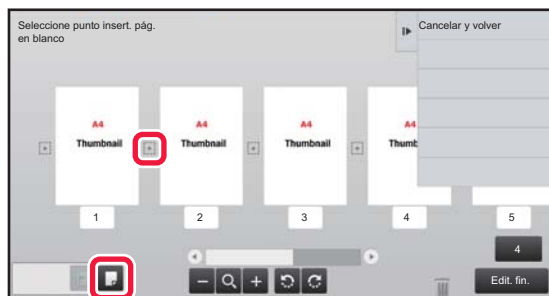 Seleccione punto insert. pág.
en blanco
Cancelar y volver
A4 A4 A4 A4
Thumbnail Thumbnail Thumbnail Thumb
1 2 3 4 5
4
Edit. fin.